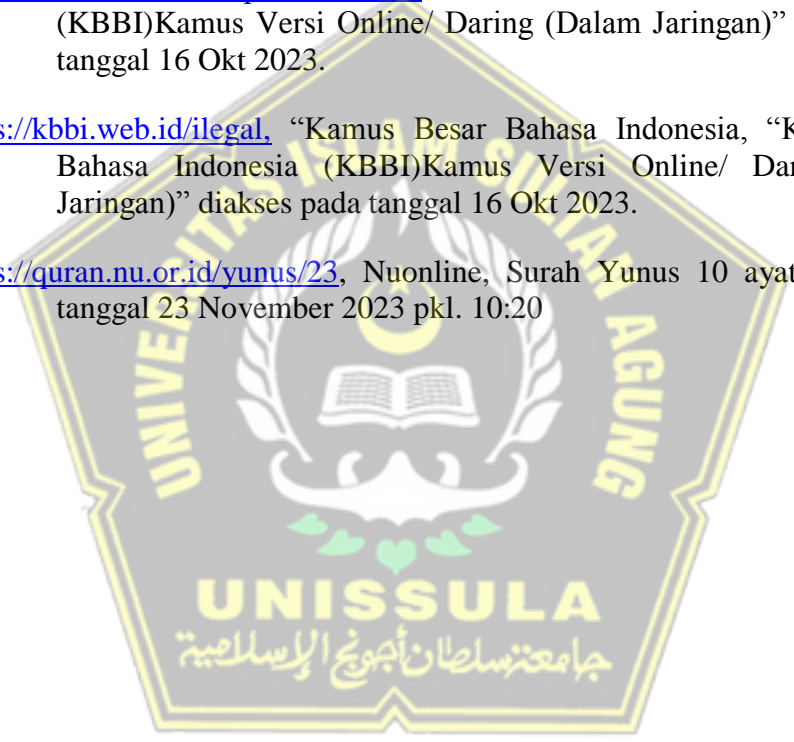 (KBBI)Kamus Versi Online/ Daring (Dalam Jaringan)”
tanggal 16 Okt 2023.
s://kbbi.web.id/ilegal, “Kamus Besar Bahasa Indonesia, “K
Bahasa Indonesia (KBBI)Kamus Versi Online/ Dar
Jaringan)” diakses pada tanggal 16 Okt 2023.
s://quran.nu.or.id/yunus/23, Nuonline, Surah Yunus 10 ayat
tanggal 23 November 2023 pkl. 10:20
UNIVERSITAS ISLAM SULTAN AGUNG
UNISSULA
جامعة سلطان أجونج الإسلامية